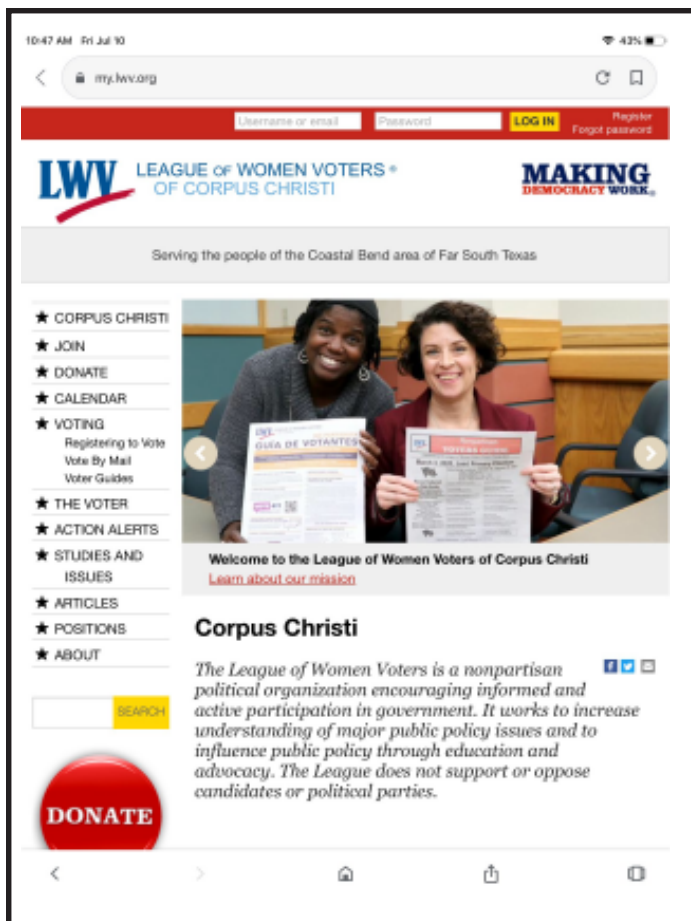 10:47 AM Fri Jul 10
43%
my.lwv.org
Username or email
Password
LOG IN
Register
Forgot password
LWV
LEAGUE OF WOMEN VOTERS ®
OF CORPUS CHRISTI
MAKING
DEMOCRACY WORK®
Serving the people of the Coastal Bend area of Far South Texas
CORPUS CHRISTI
JOIN
DONATE
CALENDAR
VOTING
Registering to Vote
Vote By Mail
Voter Guides
THE VOTER
ACTION ALERTS
STUDIES AND
ISSUES
ARTICLES
POSITIONS
ABOUT
SEARCH
DONATE
GUÍA DE VOTANTES
VOTERS GUIDE
Welcome to the League of Women Voters of Corpus Christi
Learn about our mission
Corpus Christi
The League of Women Voters is a nonpartisan
political organization encouraging informed and
active participation in government. It works to increase
understanding of major public policy issues and to
influence public policy through education and
advocacy. The League does not support or oppose
candidates or political parties.